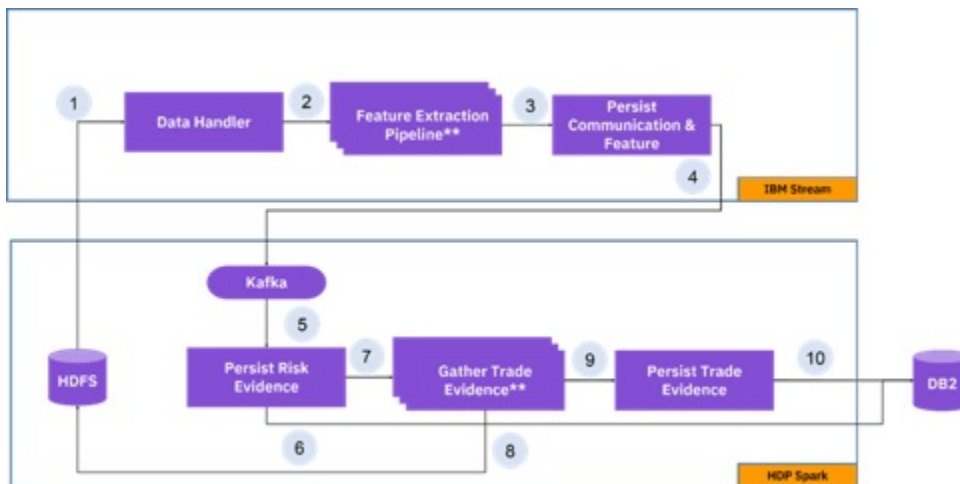 1
Data Handler
2
Feature Extraction
Pipeline**
3
Persist
Communication &
Feature
4
IBM Stream
Kafka
5
HDFS
Persist Risk
Evidence
7
Gather Trade
Evidence**
9
Persist Trade
Evidence
10
DB2
6
8
HDP Spark